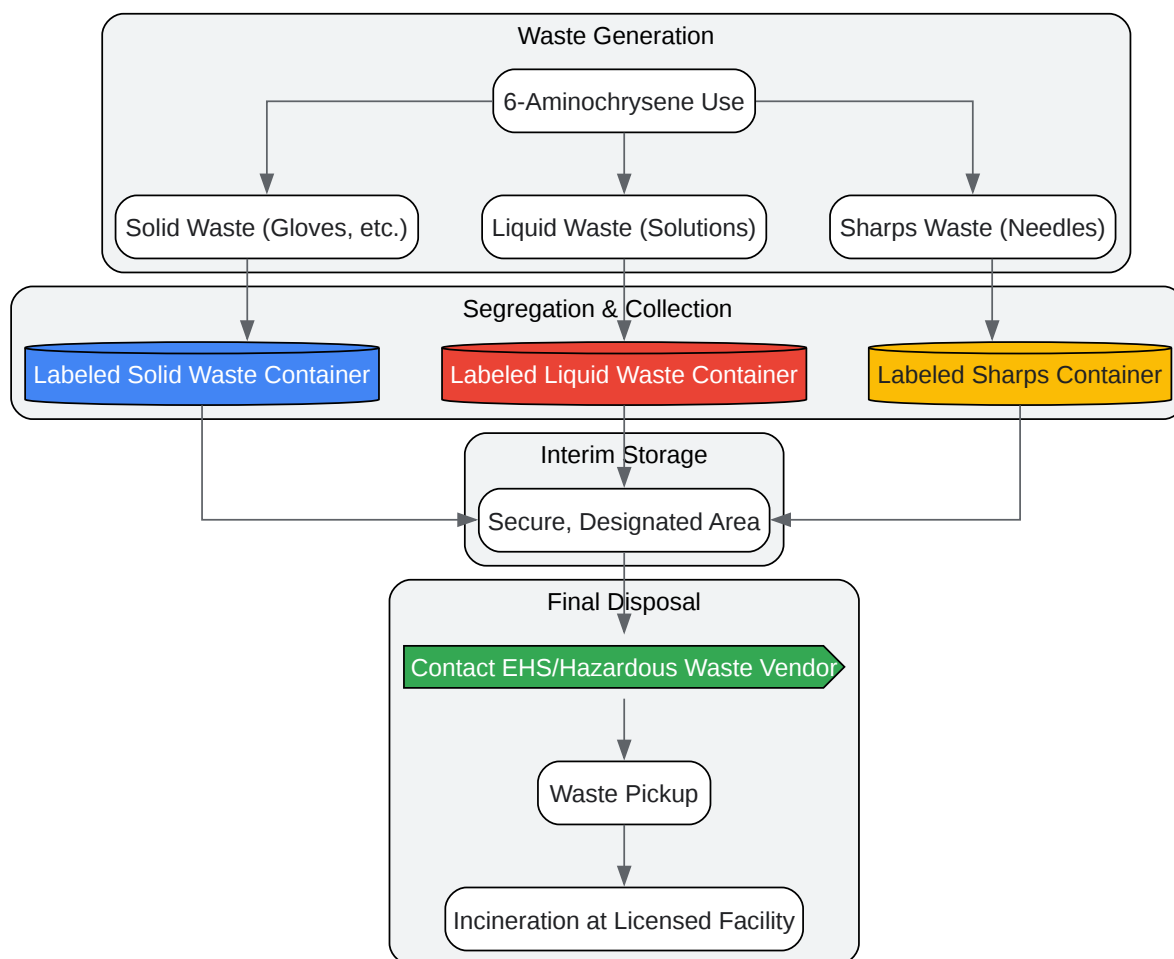 Waste Generation
6-Aminochrysene Use
Solid Waste (Gloves, etc.)
Liquid Waste (Solutions)
Sharps Waste (Needles)
Segregation & Collection
Labeled Solid Waste Container
Labeled Liquid Waste Container
Labeled Sharps Container
Interim Storage
Secure, Designated Area
Final Disposal
Contact EHS/Hazardous Waste Vendor
Waste Pickup
Incineration at Licensed Facility